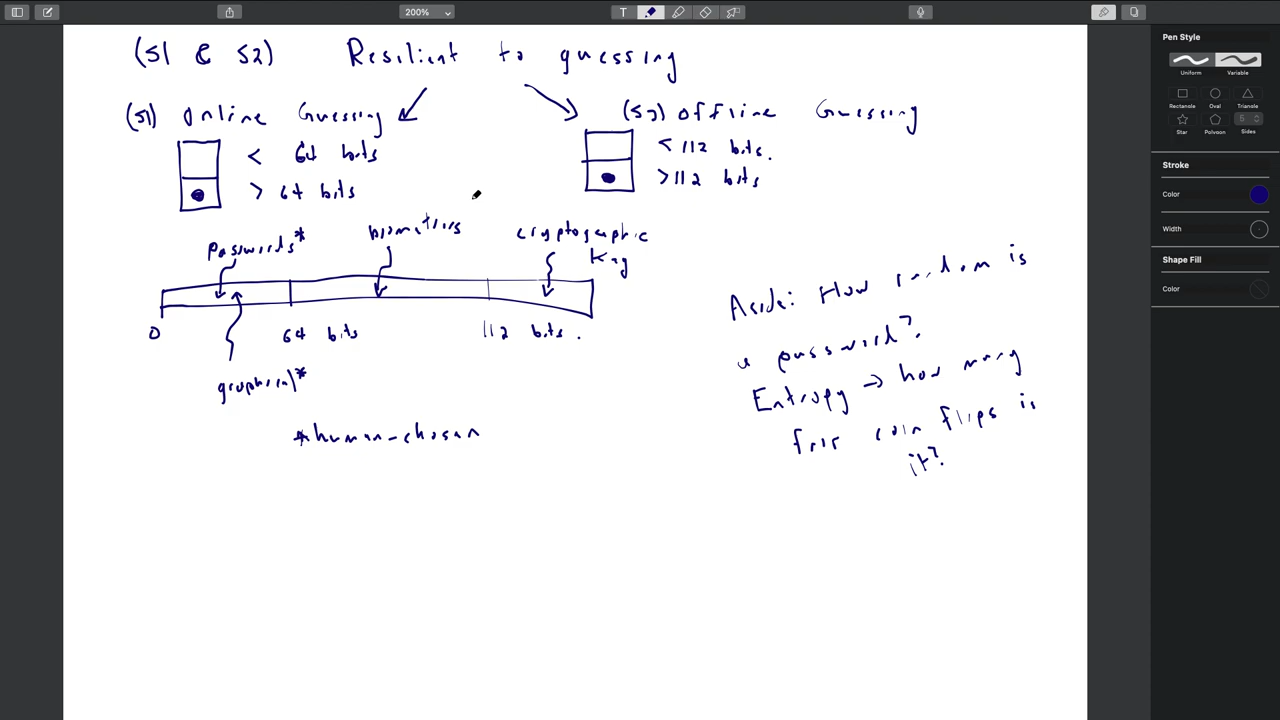 200%
T
Pen Style
Uniform
Variable
Rectangle
Oval
Triangle
Star
Polygon
6
Sides
Stroke
Color
Width
Shape Fill
Color
(S1 & S2) Resilient to guessing
(S1) Online Guessing
< 64 bits
> 64 bits
(S2) Offline Guessing
< 112 bits.
> 112 bits
passwords*
biometrics
cryptographic
key
0
64 bits
112 bits.
graphical*
*human-chosen
Aside: How random is
a password?
Entropy → how many
fair coin flips is
it?